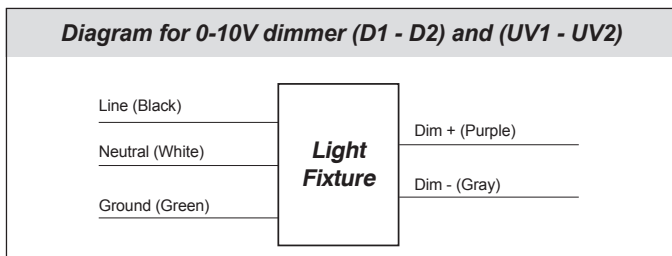 Diagram for 0-10V dimmer (D1 - D2) and (UV1 - UV2)
Line (Black)
Neutral (White)
Ground (Green)
Light
Fixture
Dim + (Purple)
Dim - (Gray)